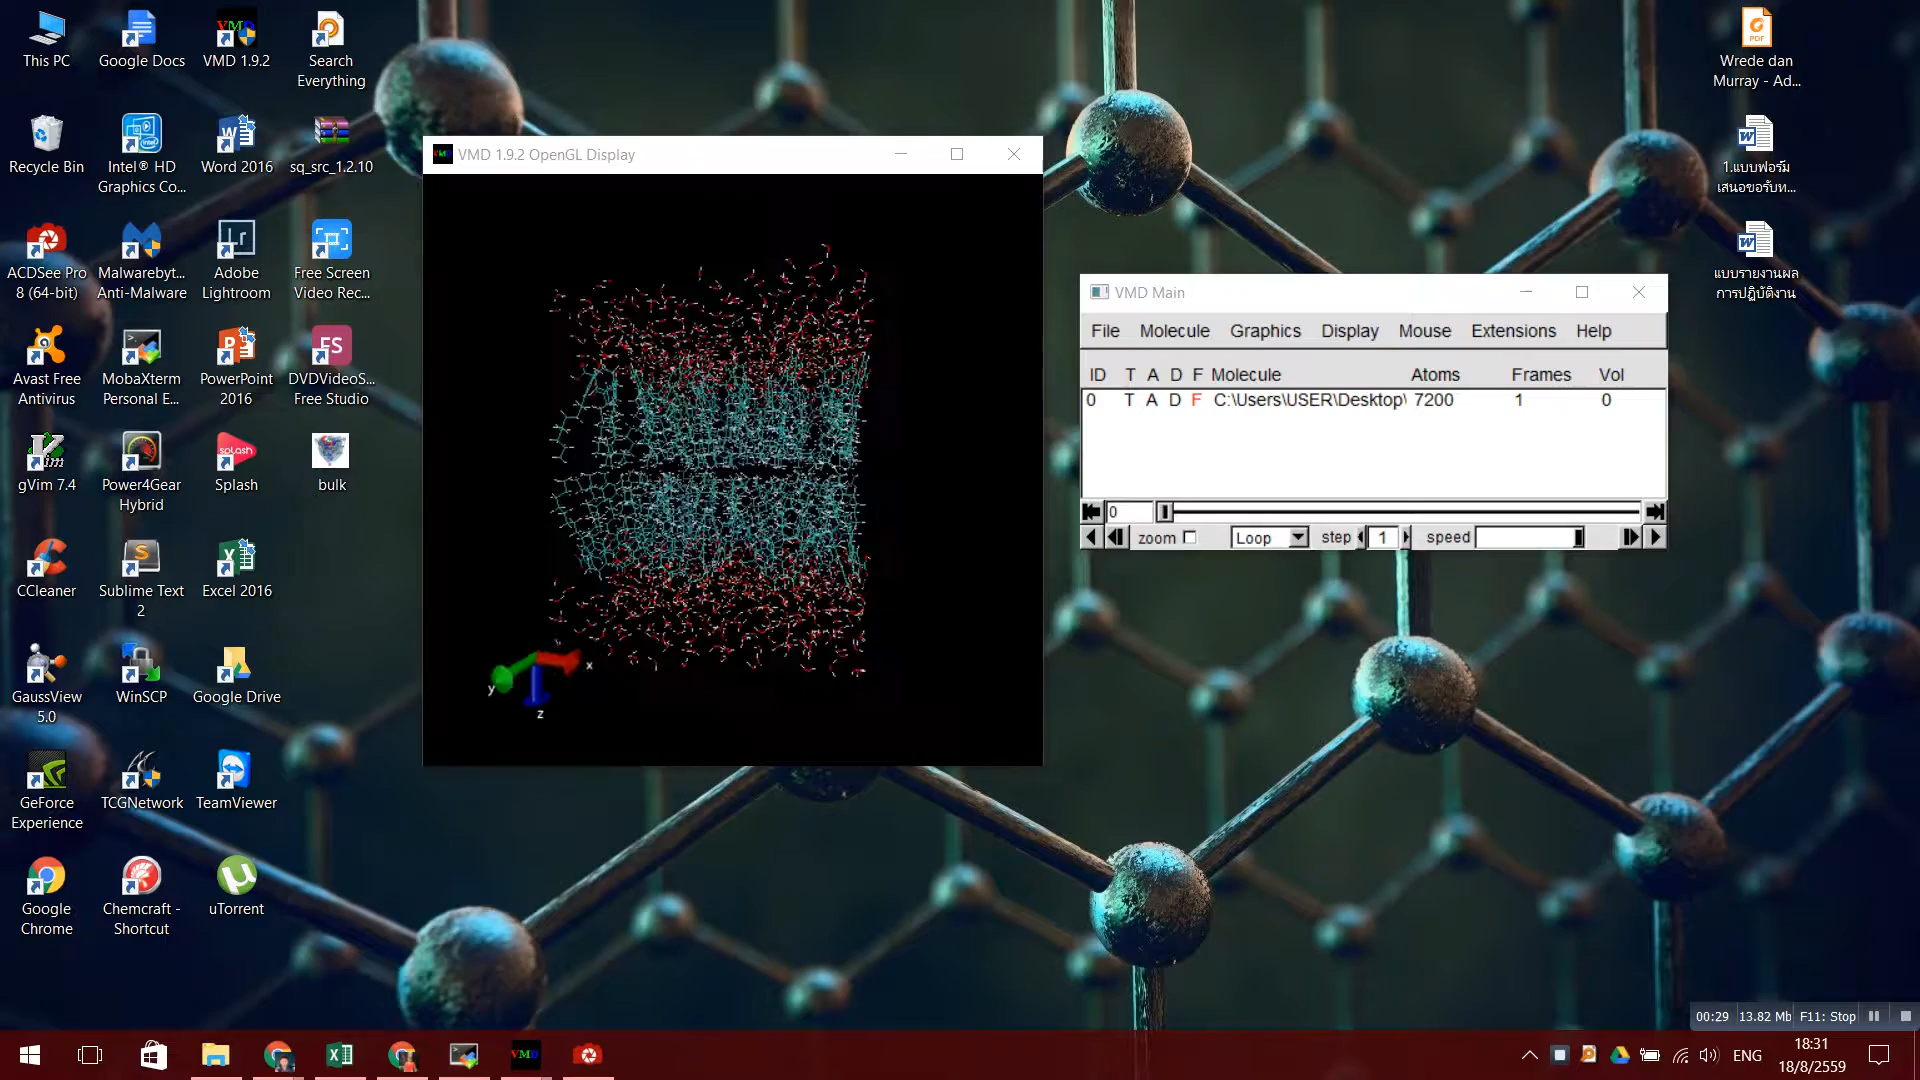 This PC
Google Docs
VMD 1.9.2
Search
Everything
Recycle Bin
Intel® HD
Graphics Co...
Word 2016
sq_src_1.2.10
ACDSee Pro
8 (64-bit)
Malwarebyt...
Anti-Malware
Adobe
Lightroom
Free Screen
Video Rec...
Avast Free
Antivirus
MobaXterm
Personal E...
PowerPoint
2016
DVDVideoS...
Free Studio
gVim 7.4
Power4Gear
Hybrid
Splash
bulk
CCleaner
Sublime Text
2
Excel 2016
GaussView
5.0
WinSCP
Google Drive
GeForce
Experience
TCGNetwork
TeamViewer
Google
Chrome
Chemcraft -
Shortcut
uTorrent
VMD 1.9.2 OpenGL Display
x
y
z
VMD Main
File Molecule Graphics Display Mouse Extensions Help
ID T A D F Molecule Atoms Frames Vol
0 T A D F C:\Users\USER\Desktop\ 7200 1 0
0
zoom Loop step 1 speed
Wrede dan
Murray - Ad...
1.แบบฟอร์ม
เสนอขอรับท...
แบบรายงานผล
การปฏิบัติงาน
00:29 13.82 Mb F11: Stop
ENG
18:31
18/8/2559